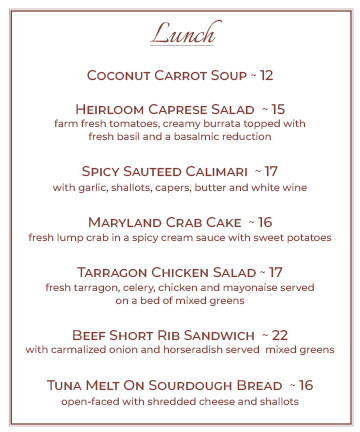 Lunch
Coconut Carrot Soup ~ 12
Heirloom Caprese Salad ~ 15
farm fresh tomatoes, creamy burrata topped with
fresh basil and a basalmic reduction
Spicy Sauteed Calimari ~ 17
with garlic, shallots, capers, butter and white wine
Maryland Crab Cake ~ 16
fresh lump crab in a spicy cream sauce with sweet potatoes
Tarragon Chicken Salad ~ 17
fresh tarragon, celery, chicken and mayonaise served
on a bed of mixed greens
Beef Short Rib Sandwich ~ 22
with carmalized onion and horseradish served mixed greens
Tuna Melt On Sourdough Bread ~ 16
open-faced with shredded cheese and shallots